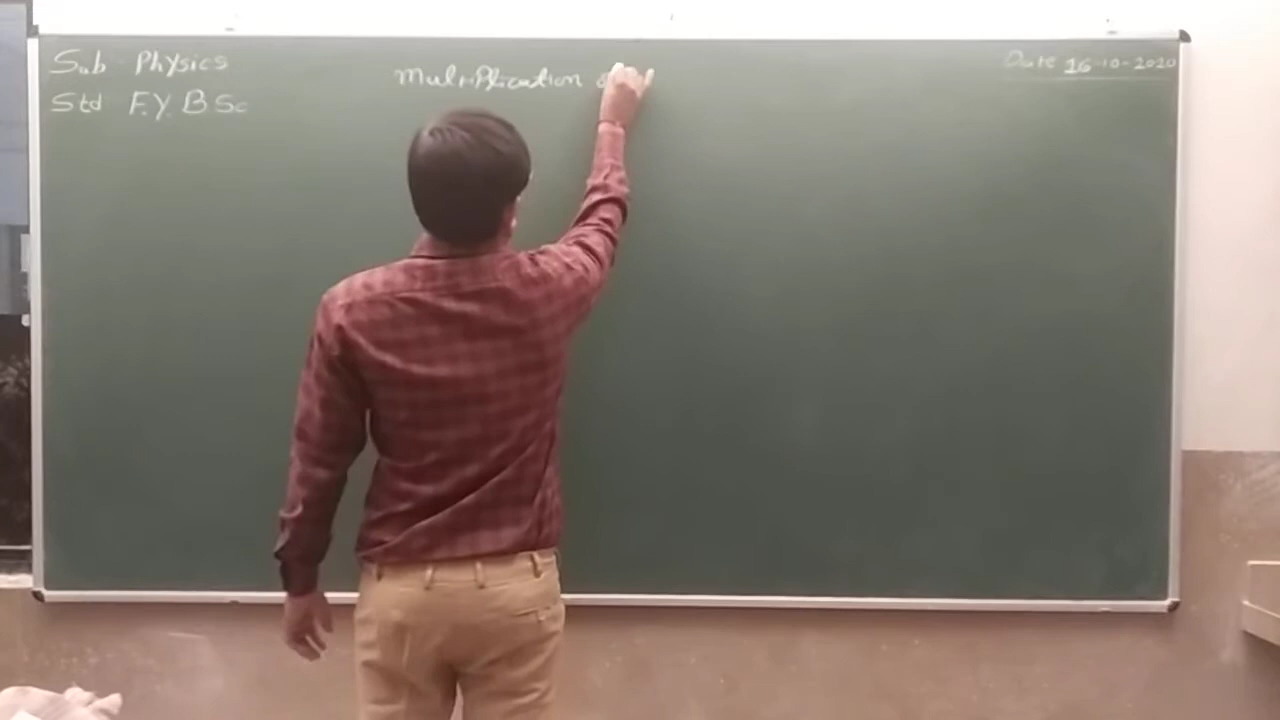 Sub - Physics
Std F.Y. B Sc
Multiplication
Date 16-10-2020